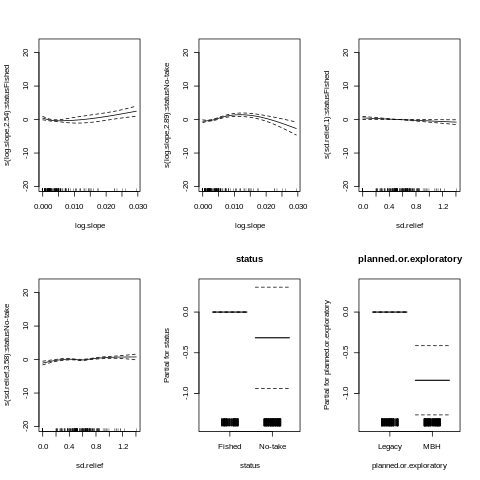 s(log.slope,2.54):statusFished
20
10
0
-10
-20
0.000 0.010 0.020 0.030
log.slope
s(log.slope,2.89):statusNo-take
20
10
0
-10
-20
0.000 0.010 0.020 0.030
log.slope
s(sd.relief,1):statusFished
20
10
0
-10
-20
0.0 0.4 0.8 1.2
sd.relief
s(sd.relief,3.58):statusNo-take
20
10
0
-10
-20
0.0 0.4 0.8 1.2
sd.relief
status
Partial for status
0.0
-0.5
-1.0
Fished No-take
status
planned.or.exploratory
Partial for planned.or.exploratory
0.0
-0.5
-1.0
Legacy MBH
planned.or.exploratory